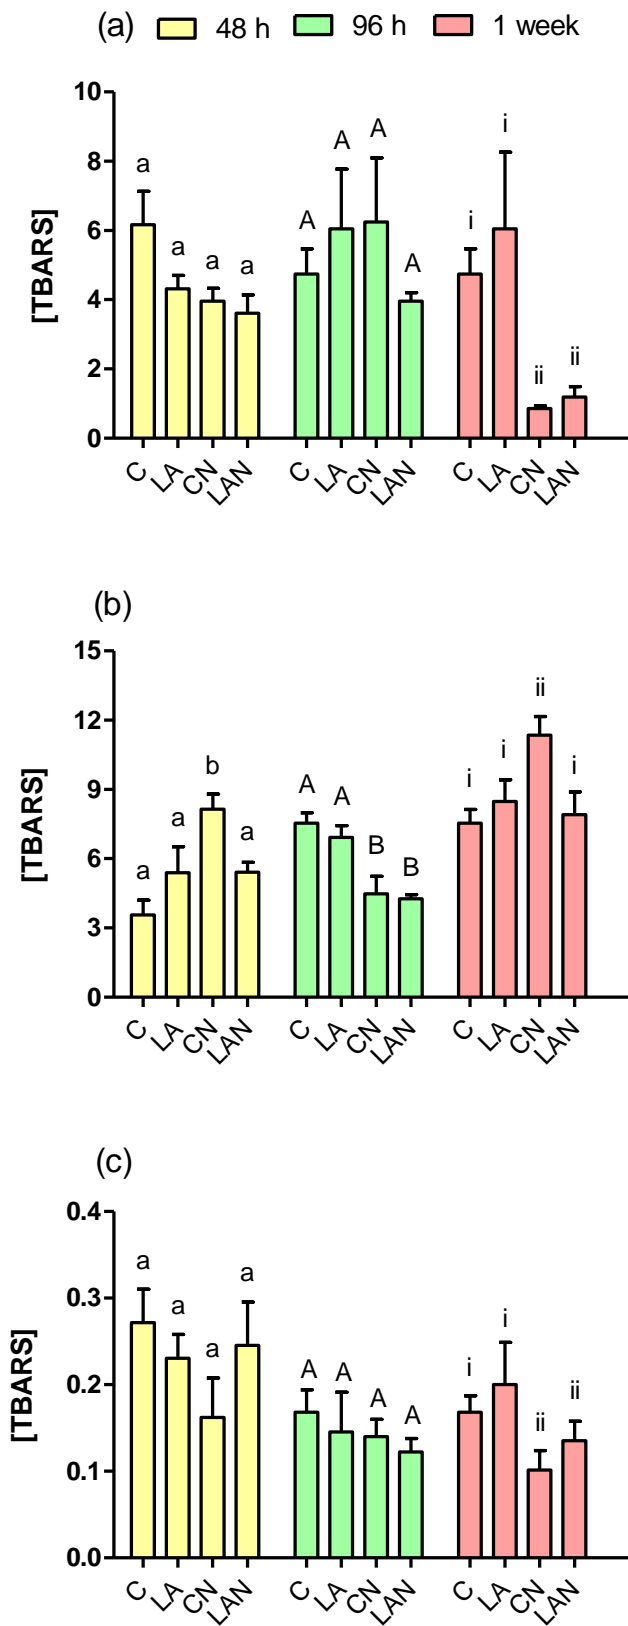 (a) 48 h 96 h 1 week
10
8
6
4
2
0
[TBARS]
a a a a A A A A i i ii ii
C LA CN LAN C LA CN LAN C LA CN LAN
(b)
15
12
9
6
3
0
[TBARS]
a a b a A A B B i i ii i
C LA CN LAN C LA CN LAN C LA CN LAN
(c)
0.4
0.3
0.2
0.1
0.0
[TBARS]
a a a a A A A A i i ii ii
C LA CN LAN C LA CN LAN C LA CN LAN